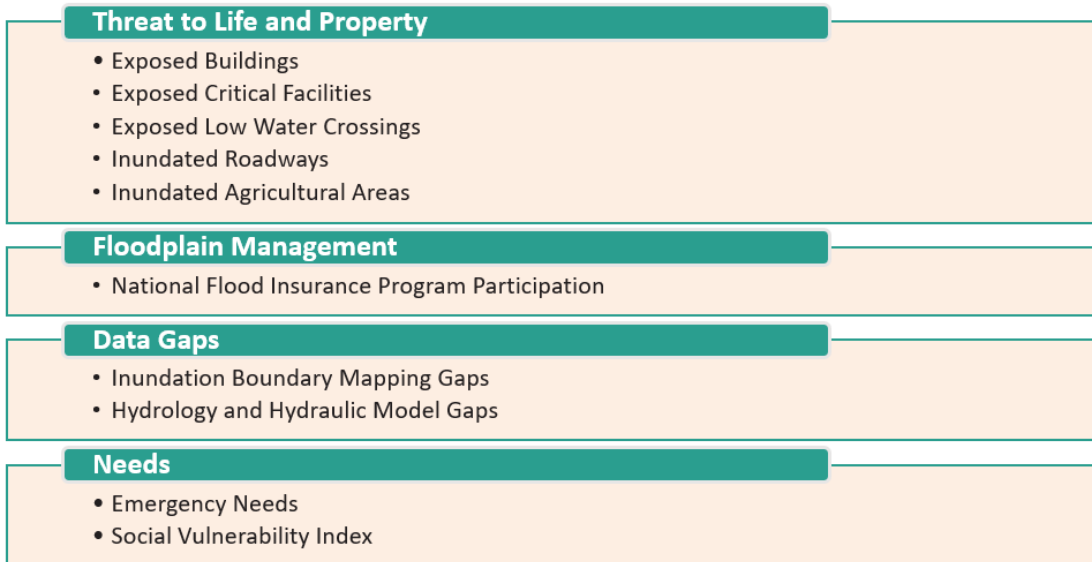 Threat to Life and Property
• Exposed Buildings
• Exposed Critical Facilities
• Exposed Low Water Crossings
• Inundated Roadways
• Inundated Agricultural Areas
Floodplain Management
• National Flood Insurance Program Participation
Data Gaps
• Inundation Boundary Mapping Gaps
• Hydrology and Hydraulic Model Gaps
Needs
• Emergency Needs
• Social Vulnerability Index